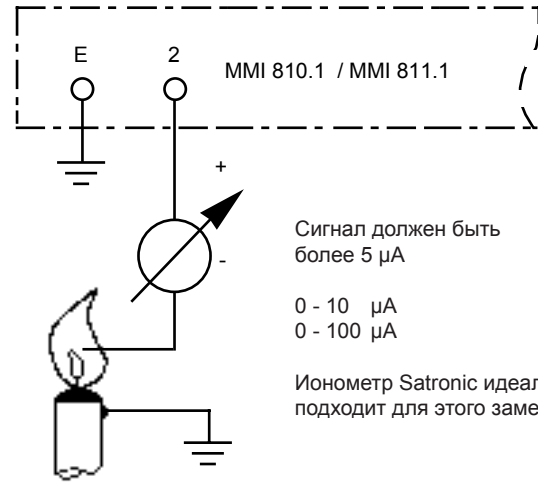 E 2 MMI 810.1 / MMI 811.1
+
-
Сигнал должен быть
более 5 µA
0 - 10 µA
0 - 100 µA
Ионометр Satronic
подходит для этого